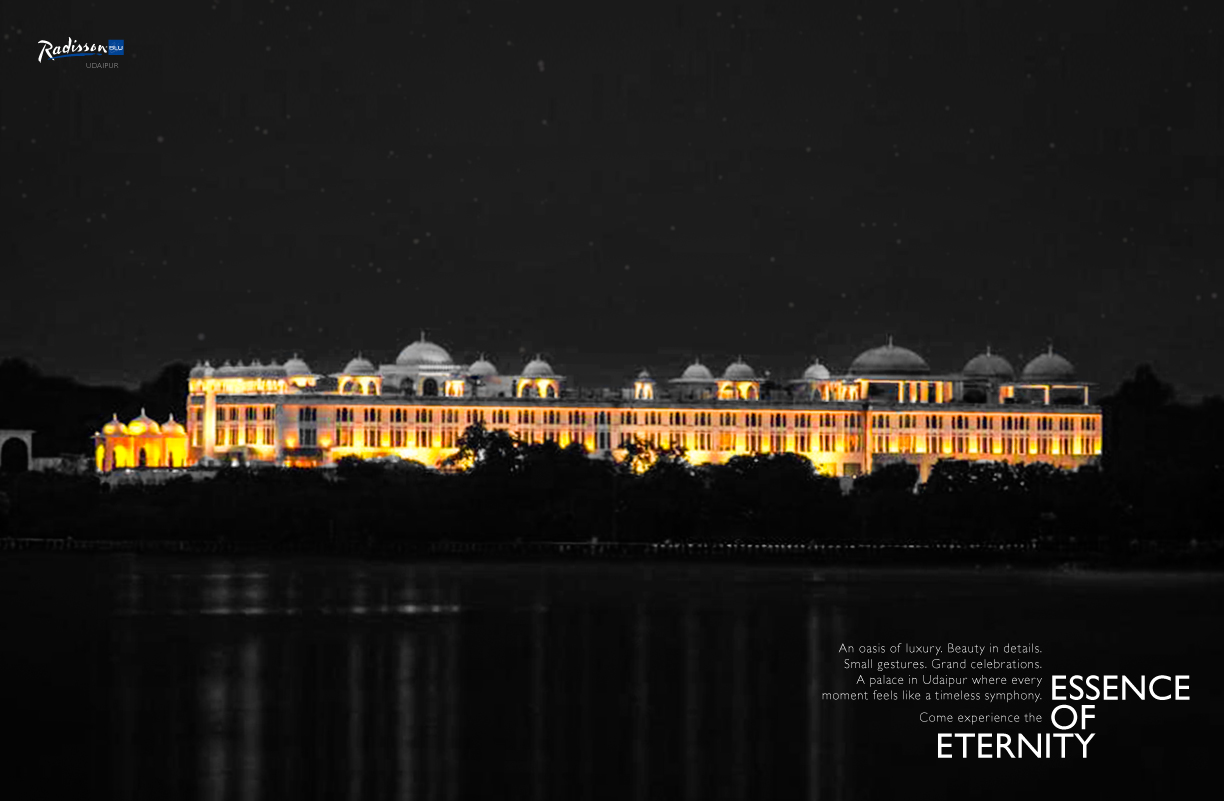 Radisson BLU
UDAIPUR
An oasis of luxury. Beauty in details.
Small gestures. Grand celebrations.
A palace in Udaipur where every
moment feels like a timeless symphony.
Come experience the
ESSENCE
OF
ETERNITY